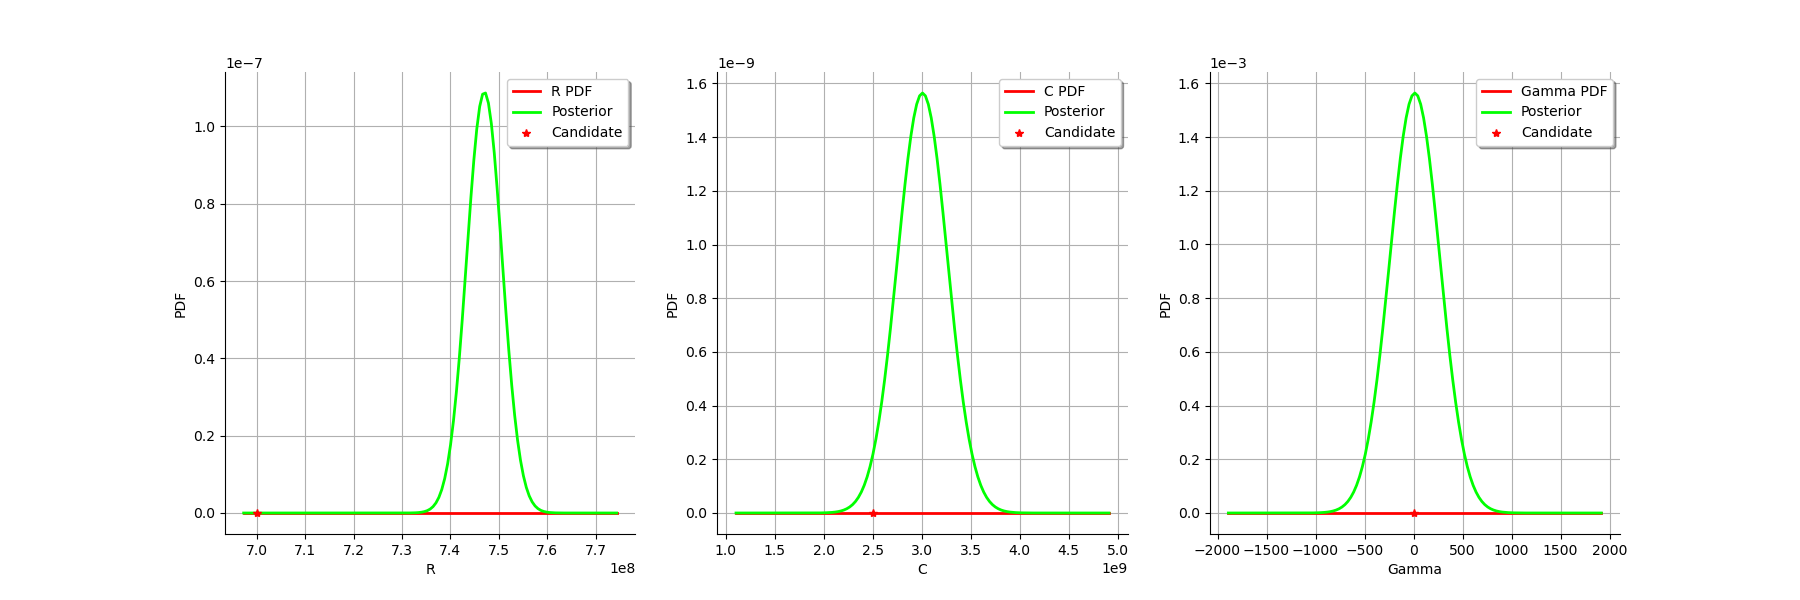 1e−7
R PDF
Posterior
Candidate
1.0
0.8
0.6
0.4
0.2
0.0
PDF
7.0 7.1 7.2 7.3 7.4 7.5 7.6 7.7
R
1e8
1e−9
C PDF
Posterior
Candidate
1.6
1.4
1.2
1.0
0.8
0.6
0.4
0.2
0.0
PDF
1.0 1.5 2.0 2.5 3.0 3.5 4.0 4.5 5.0
C
1e9
1e−3
Gamma PDF
Posterior
Candidate
1.6
1.4
1.2
1.0
0.8
0.6
0.4
0.2
0.0
PDF
−2000 −1500 −1000 −500 0 500 1000 1500 2000
Gamma